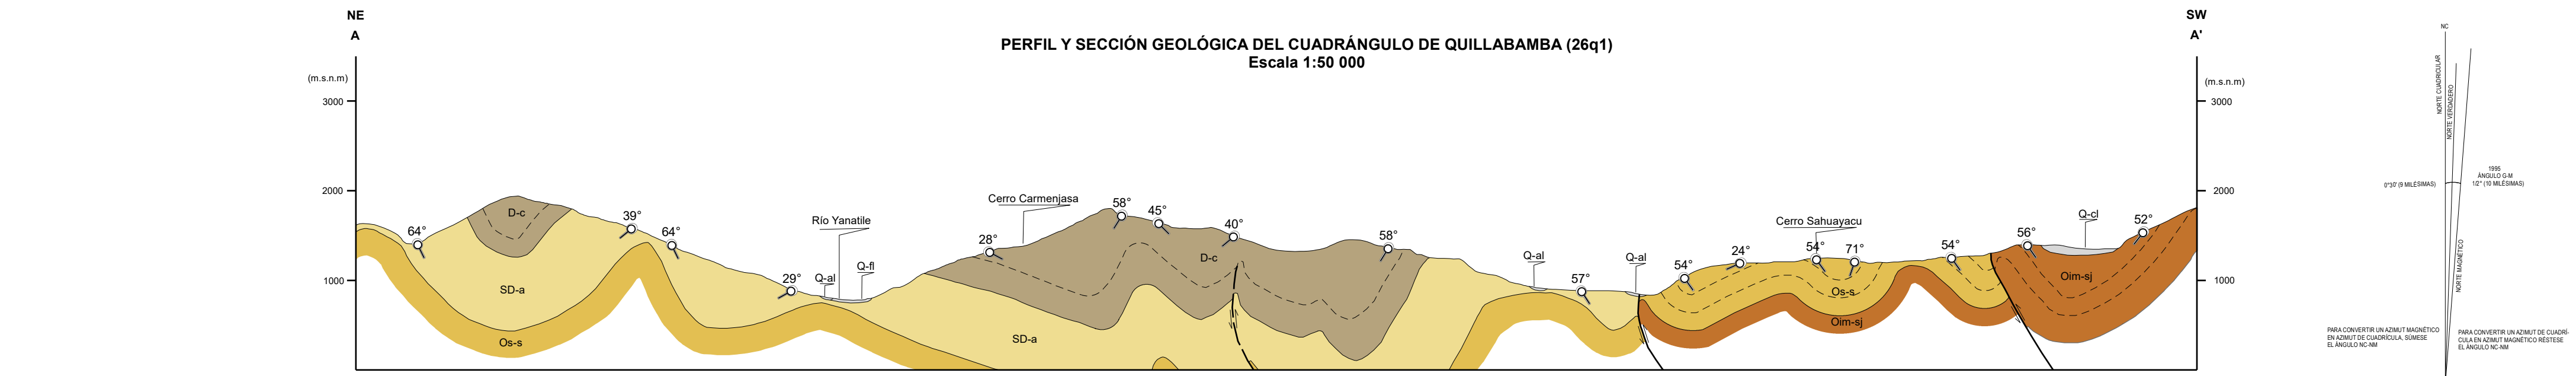 NE
SW
A
A'
PERFIL Y SECCIÓN GEOLÓGICA DEL CUADRÁNGULO DE QUILLABAMBA (26q1)
Escala 1:50 000
(m.s.n.m)
(m.s.n.m)
3000
3000
2000
2000
1000
1000
64°
D-c
39°
64°
SD-a
Os-s
29°
Q-al
Río Yanatile
Q-fl
28°
Cerro Carmenjasa
58°
45°
40°
D-c
SD-a
58°
Q-al
57°
Q-al
54°
24°
Cerro Sahuayacu
54°
71°
Os-s
Oim-sj
54°
56°
Q-cl
Oim-sj
52°
NC
NORTE CUADRICULAR
NORTE VERDADERO
NORTE MAGNÉTICO
0°30' (9 MILÉSIMAS)
1995
ÁNGULO G-M
1/2° (10 MILÉSIMAS)
PARA CONVERTIR UN AZIMUT MAGNÉTICO
EN AZIMUT DE CUADRÍCULA, SÚMESE
EL ÁNGULO NC-NM
PARA CONVERTIR UN AZIMUT DE CUADRÍ-
CULA EN AZIMUT MAGNÉTICO RÉSTESE
EL ÁNGULO NC-NM